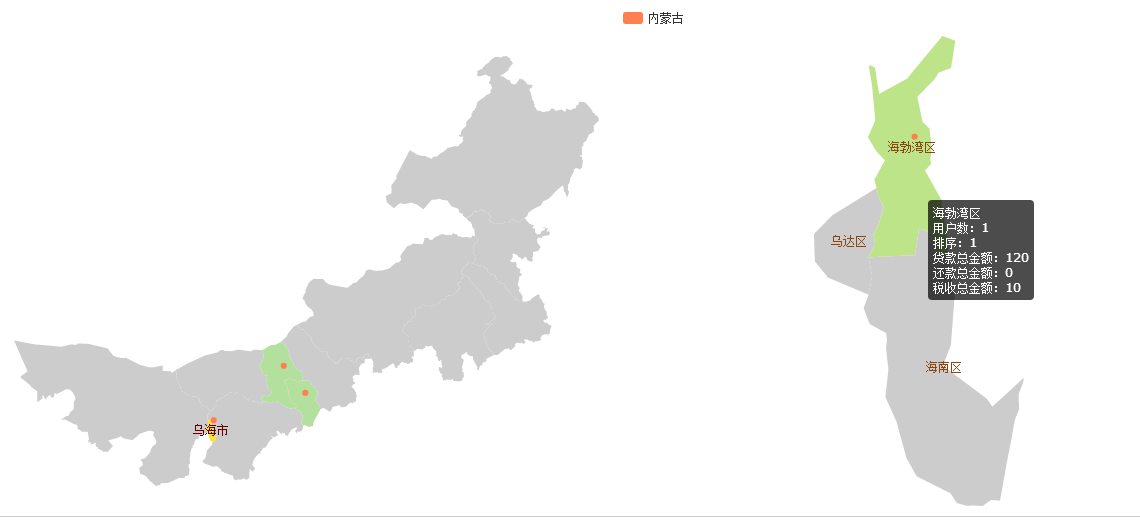 内蒙古
海勃湾区
海勃湾区
用户数: 1
排序: 1
贷款总金额: 120
还款总金额: 0
税收总金额: 10
乌达区
海南区
乌海市